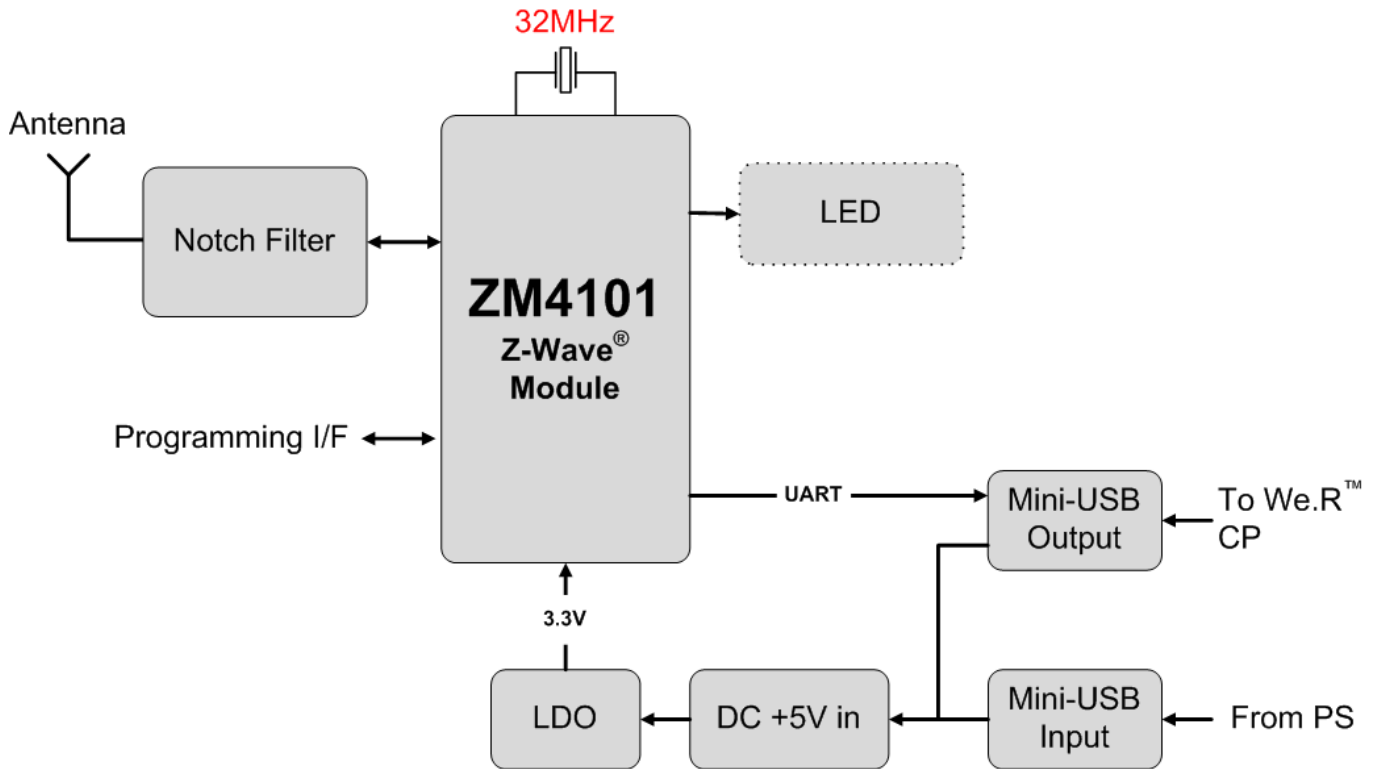 32MHz
Antenna
Notch Filter
LED
ZM4101
Z-Wave®
Module
Programming I/F
UART
Mini-USB
Output
To We.R™
CP
3.3V
LDO
DC +5V in
Mini-USB
Input
From PS